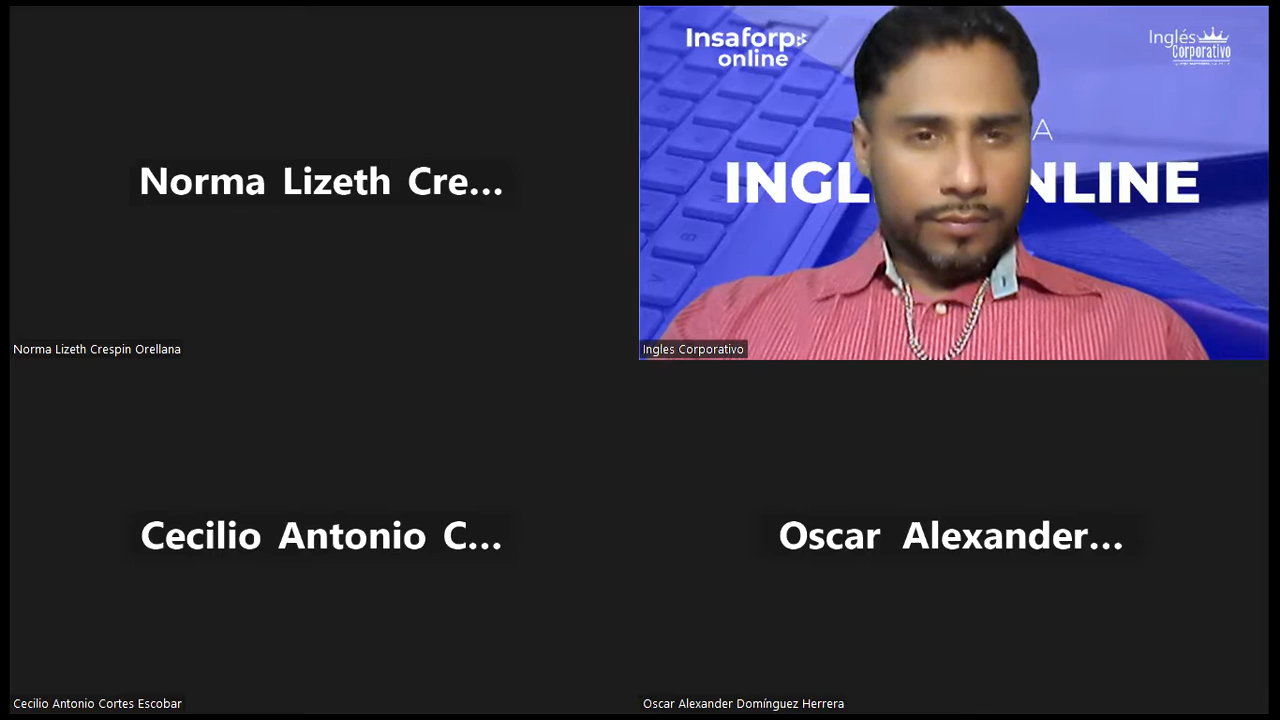 Norma Lizeth Cre...
Norma Lizeth Crespin Orellana
Insaforp
online
Inglés
Corporativo
A
INGL NLINE
Ingles Corporativo
Cecilio Antonio C...
Cecilio Antonio Cortes Escobar
Oscar Alexander...
Oscar Alexander Domínguez Herrera